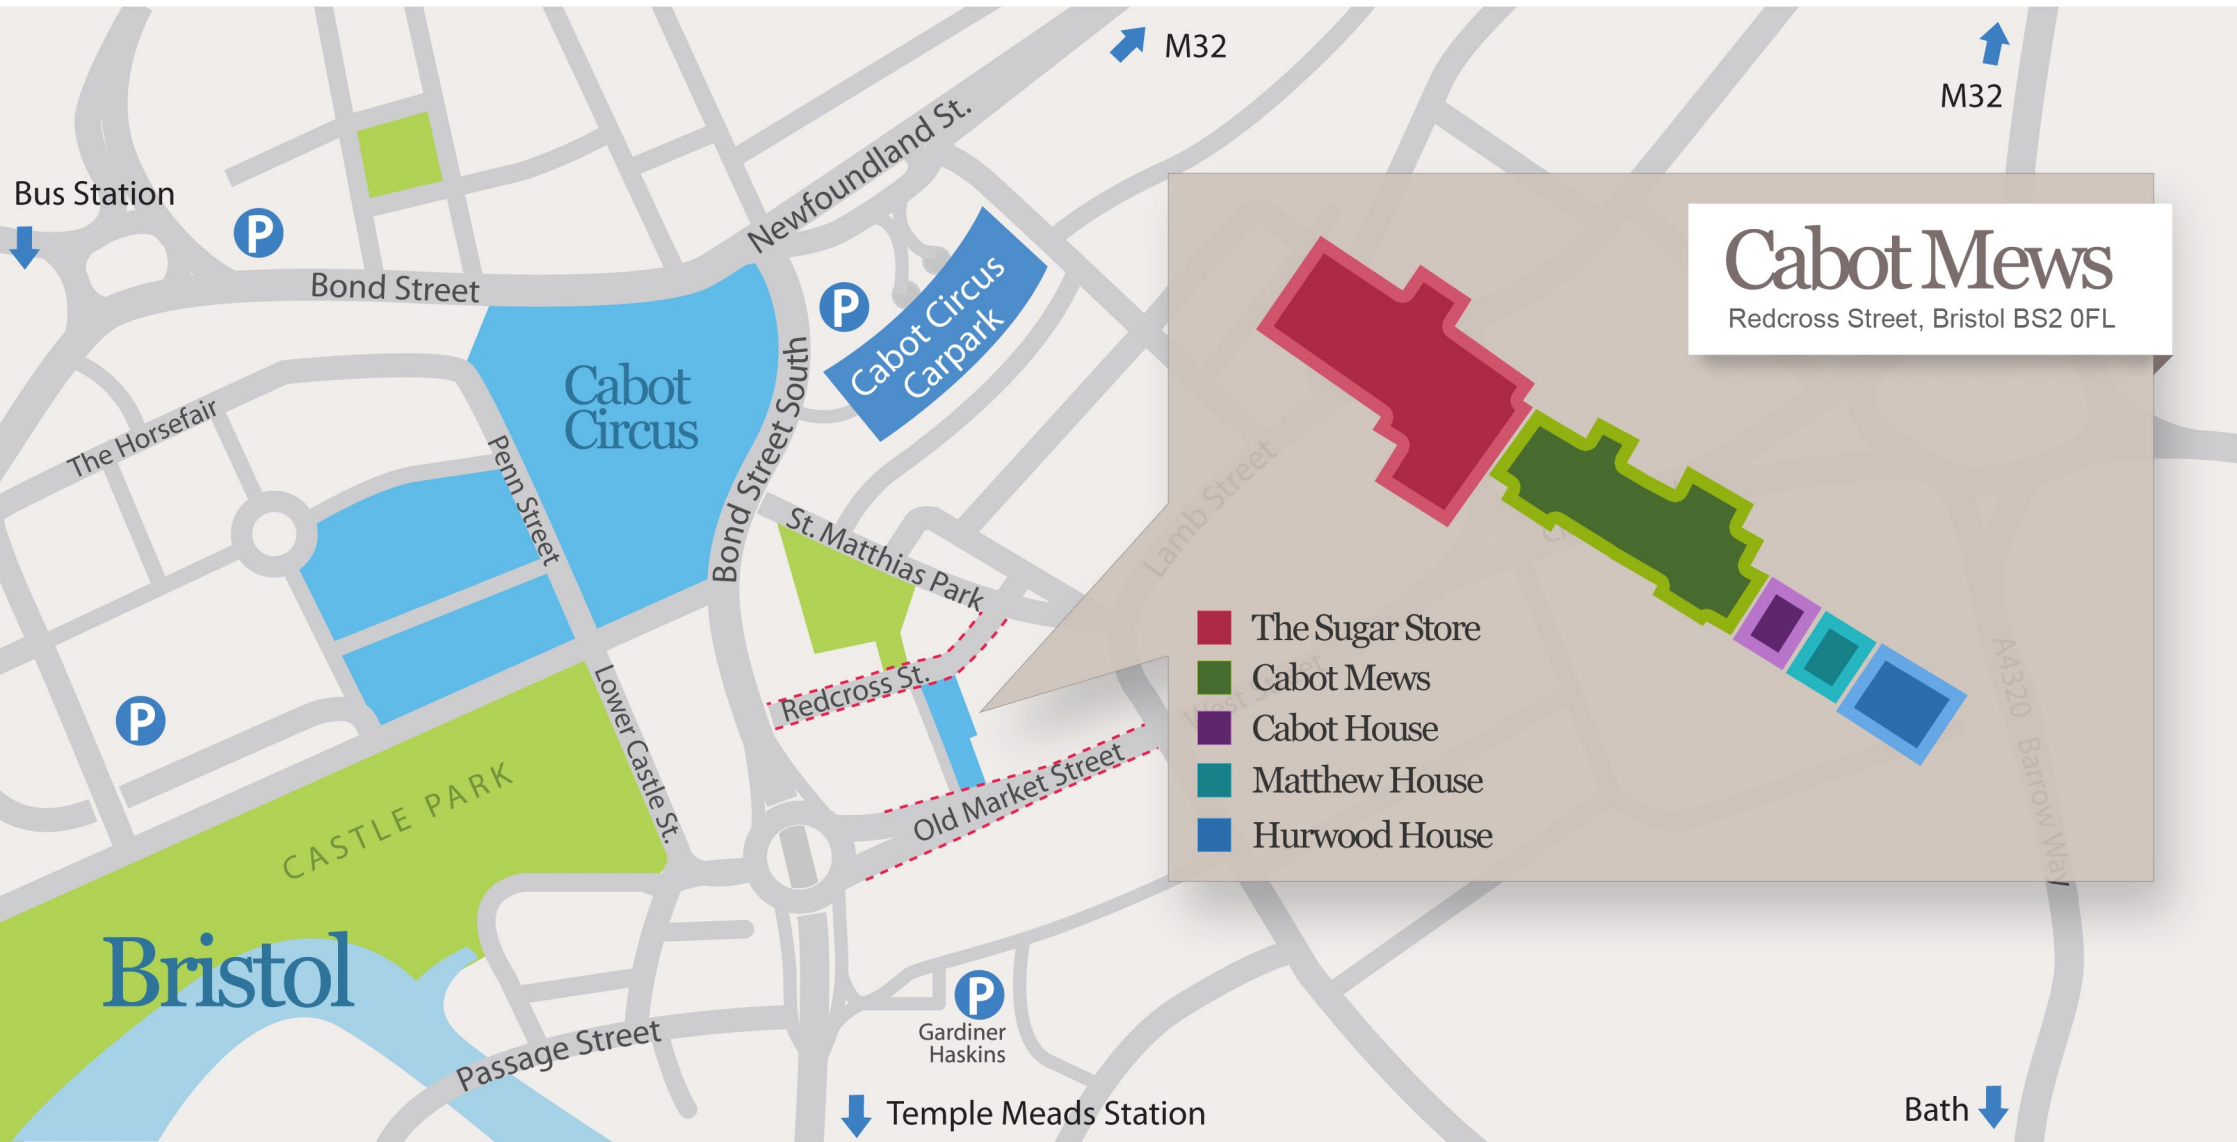 M32
M32
Newfoundland St.
Bus Station
P
Bond Street
P
Cabot Circus
Carpark
Cabot Mews
Redcross Street, Bristol BS2 0FL
Cabot
Circus
Bond Street South
The Horsefair
Penn Street
St. Matthias Park
Lamb Street
The Sugar Store
Cabot Mews
Cabot House
Matthew House
Hurwood House
West Street
A4320 Barrow Way
Redcross St.
Lower Castle St.
P
Old Market Street
CASTLE PARK
Bristol
P
Gardiner
Haskins
Passage Street
Temple Meads Station
Bath